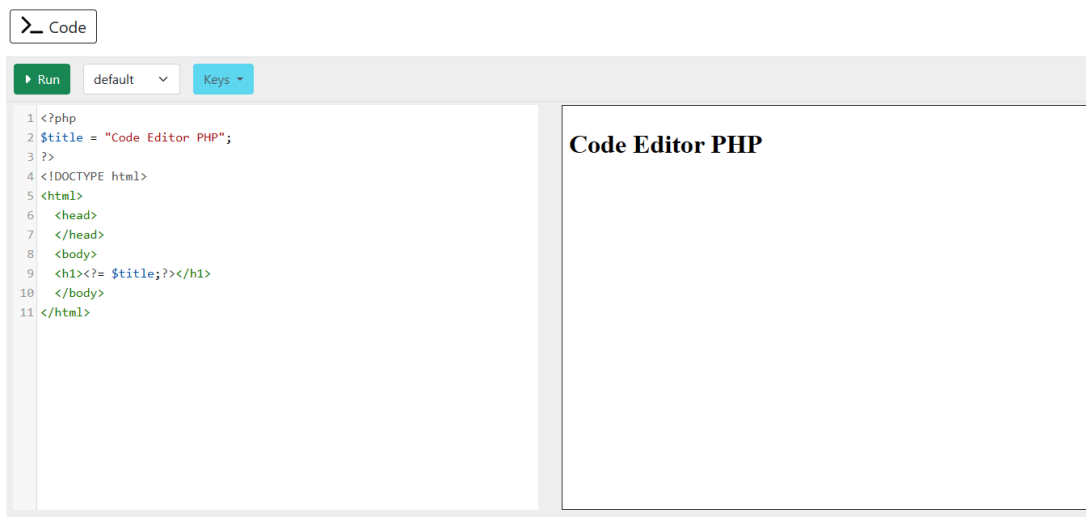 Code
Run default Keys
1 <?php
2 $title = "Code Editor PHP";
3 ?>
4 <!DOCTYPE html>
5 <html>
6   <head>
7   </head>
8   <body>
9   <h1><?= $title;?></h1>
10   </body>
11 </html>
Code Editor PHP